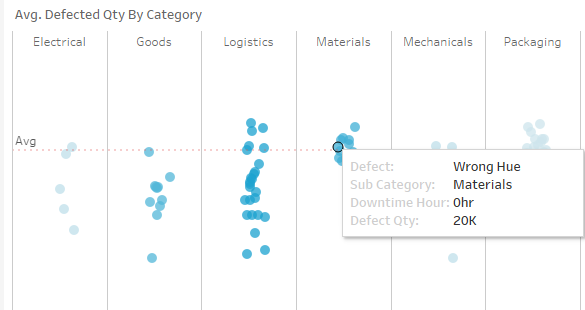 Avg. Defected Qty By Category
Electrical Goods Logistics Materials Mechanicals Packaging
Avg
Defect: Wrong Hue
Sub Category: Materials
Downtime Hour: 0hr
Defect Qty: 20K